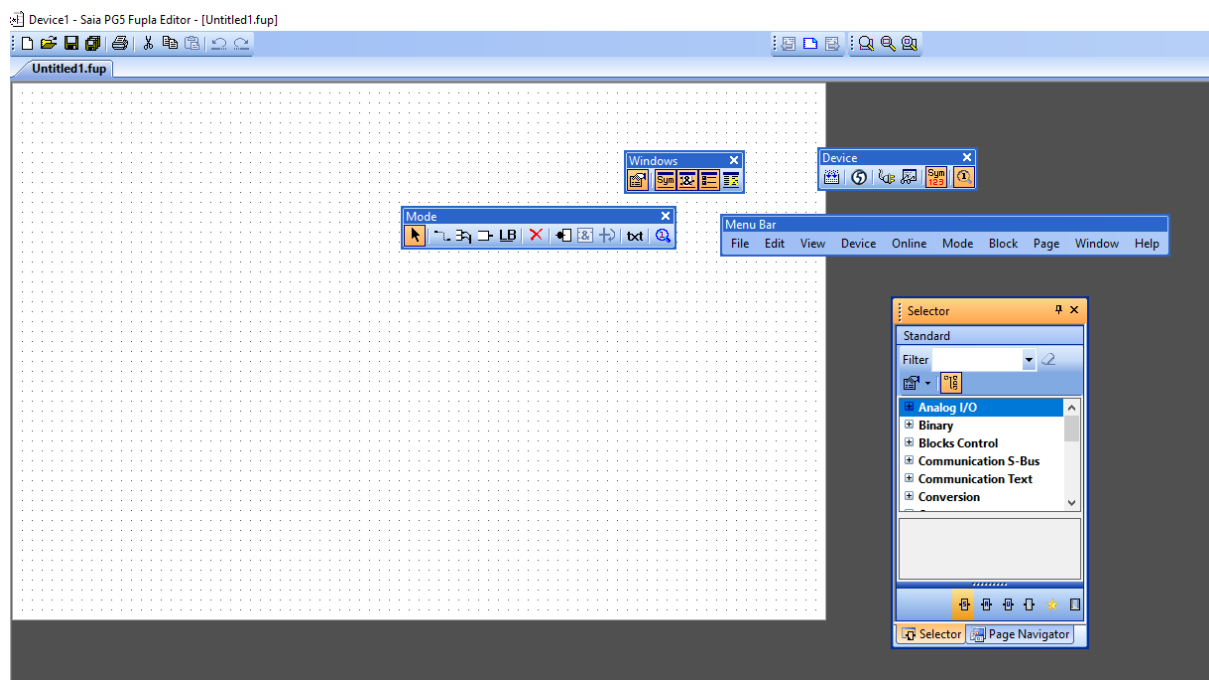 Device1 - Saia PG5 Fupla Editor - [Untitled1.fup]
Untitled1.fup
Windows
Sym
Device
Sym
123
Mode
LB
txt
Menu Bar
File Edit View Device Online Mode Block Page Window Help
Selector
Standard
Filter
Analog I/O
Binary
Blocks Control
Communication S-Bus
Communication Text
Conversion
Selector Page Navigator